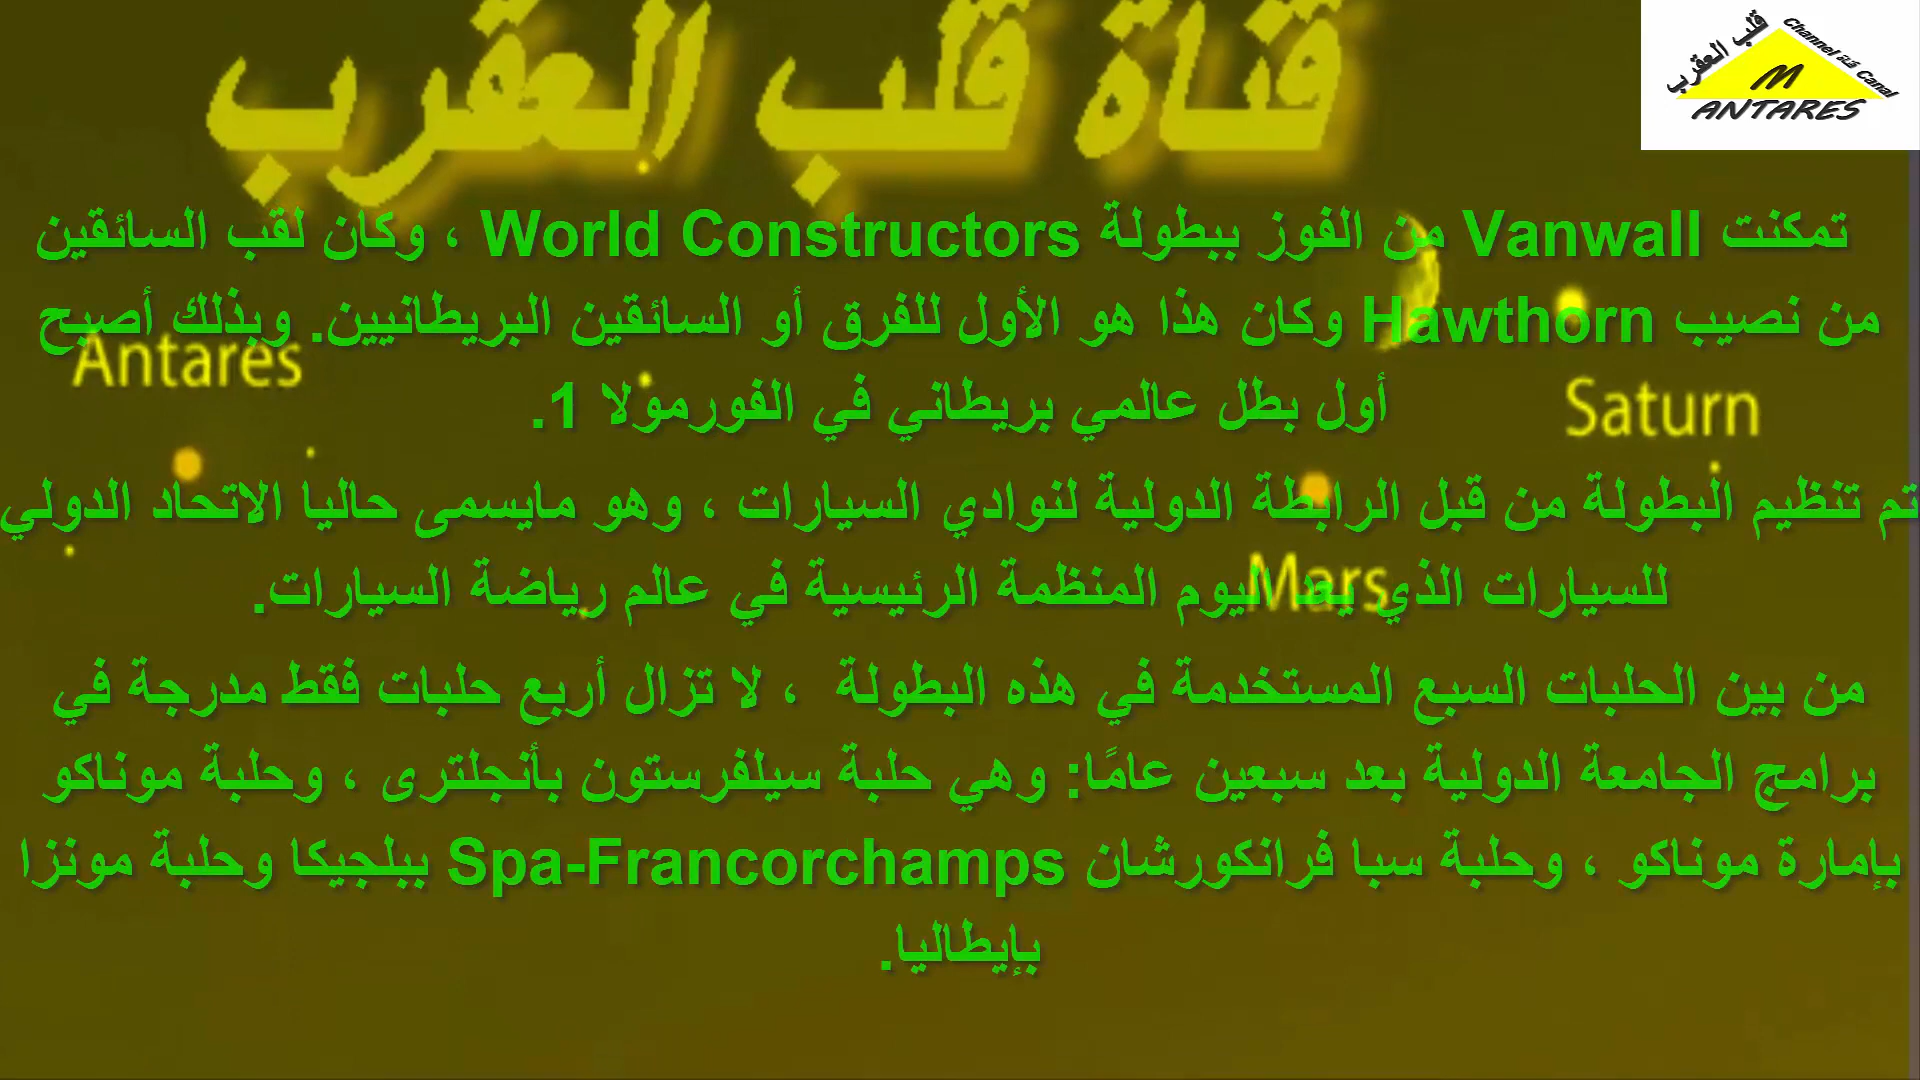 قناة قلب العقرب
قلب العقرب
Channel قناة Canal
M
ANTARES
تمكنت Vanwall من الفوز ببطولة World Constructors ، وكان لقب السائقين
من نصيب Hawthorn وكان هذا هو الأول للفرق أو السائقين البريطانيين. وبذلك أصبح
Antares
أول بطل عالمي بريطاني في الفورمولا 1.
Saturn
تم تنظيم البطولة من قبل الرابطة الدولية لنوادي السيارات ، وهو مايسمى حاليا الاتحاد الدولي
للسيارات الذي يعد اليوم المنظمة الرئيسية في عالم رياضة السيارات.
Mars
من بين الحلبات السبع المستخدمة في هذه البطولة ، لا تزال أربع حلبات فقط مدرجة في
برامج الجامعة الدولية بعد سبعين عامًا: وهي حلبة سيلفرستون بأنجلترى ، وحلبة موناكو
بإمارة موناكو ، وحلبة سبا فرانكورشان Spa-Francorchamps ببلجيكا وحلبة مونزا
بإيطاليا.